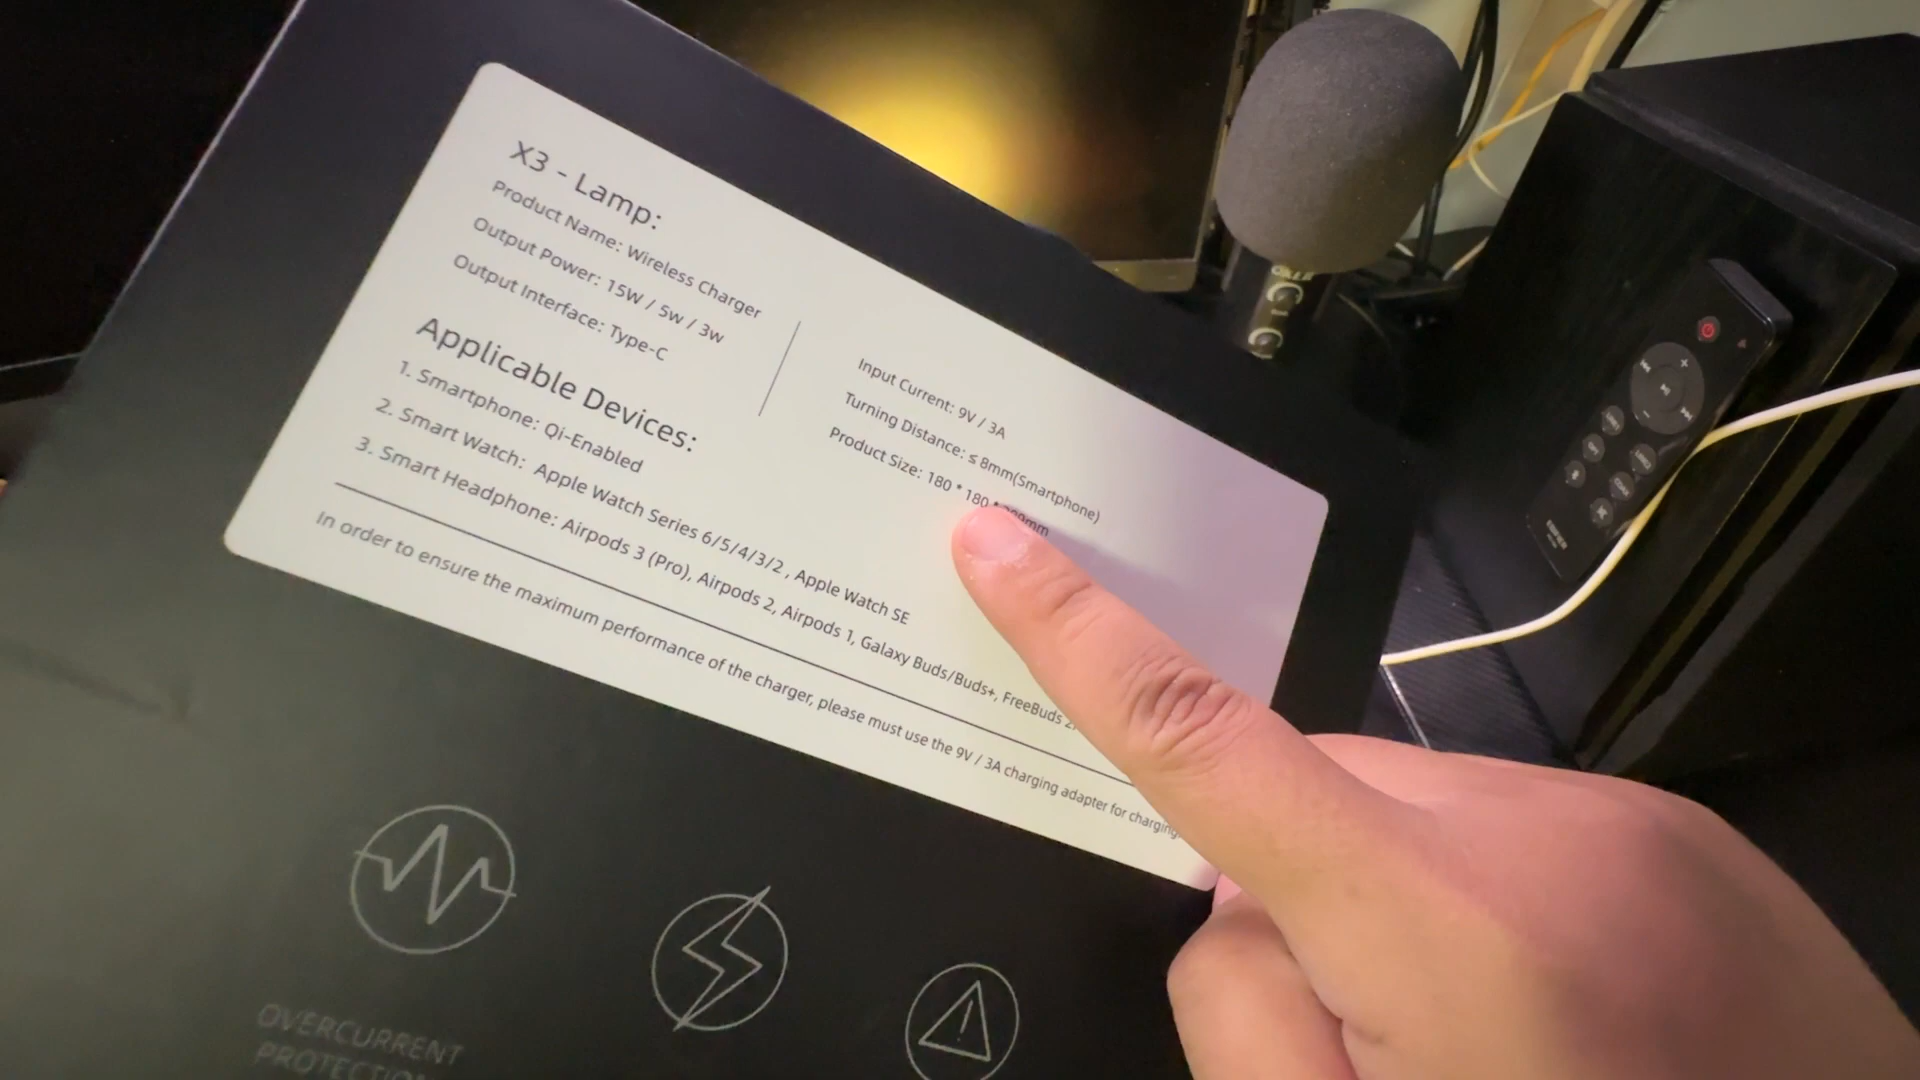 X3 - Lamp:
Product Name: Wireless Charger
Output Power: 15W / 5w / 3w
Output Interface: Type-C
Input Current: 9V / 3A
Turning Distance: ≤ 8mm(Smartphone)
Product Size: 180 * 180 *
Applicable Devices:
1. Smartphone: Qi-Enabled
2. Smart Watch: Apple Watch Series 6/5/4/3/2 , Apple Watch SE
3. Smart Headphone: Airpods 3 (Pro), Airpods 2, Airpods 1, Galaxy Buds/Buds+, FreeBuds
In order to ensure the maximum performance of the charger, please must use the 9V / 3A charging adapter for charging
OVERCURRENT
PROTECTION